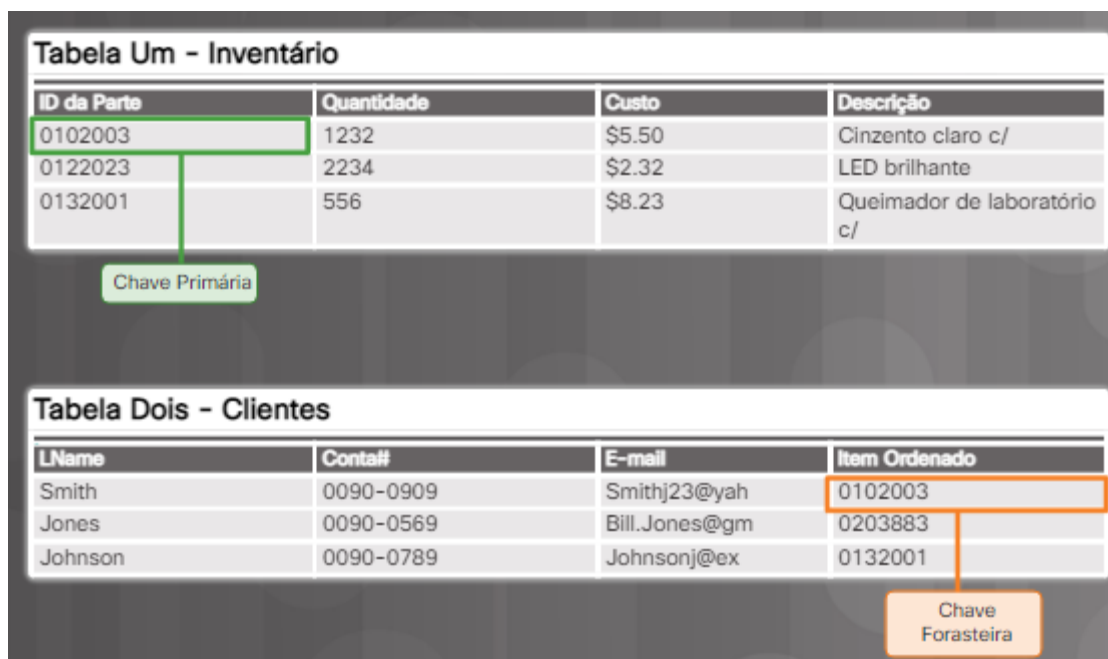 Tabela Um - Inventário
ID da Parte Quantidade Custo Descrição
0102003 1232 $5.50 Cinzento claro c/
0122023 2234 $2.32 LED brilhante
0132001 556 $8.23 Queimador de laboratório
c/
Chave Primária
Tabela Dois - Clientes
LName Conta# E-mail Item Ordenado
Smith 0090-0909 Smithj23@yah 0102003
Jones 0090-0569 Bill.Jones@gm 0203883
Johnson 0090-0789 Johnsonj@ex 0132001
Chave
Forasteira